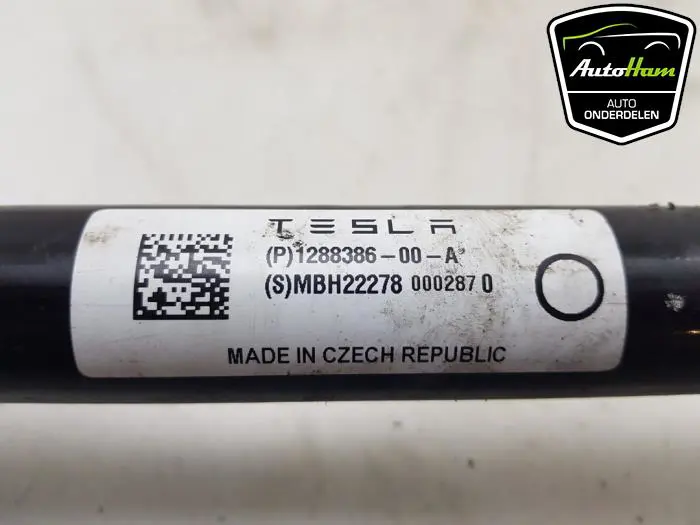 AutoHam
AUTO
ONDERDELEN
TESLA
(P)1288386-00-A
(S)MBH22278 000287 0
MADE IN CZECH REPUBLIC